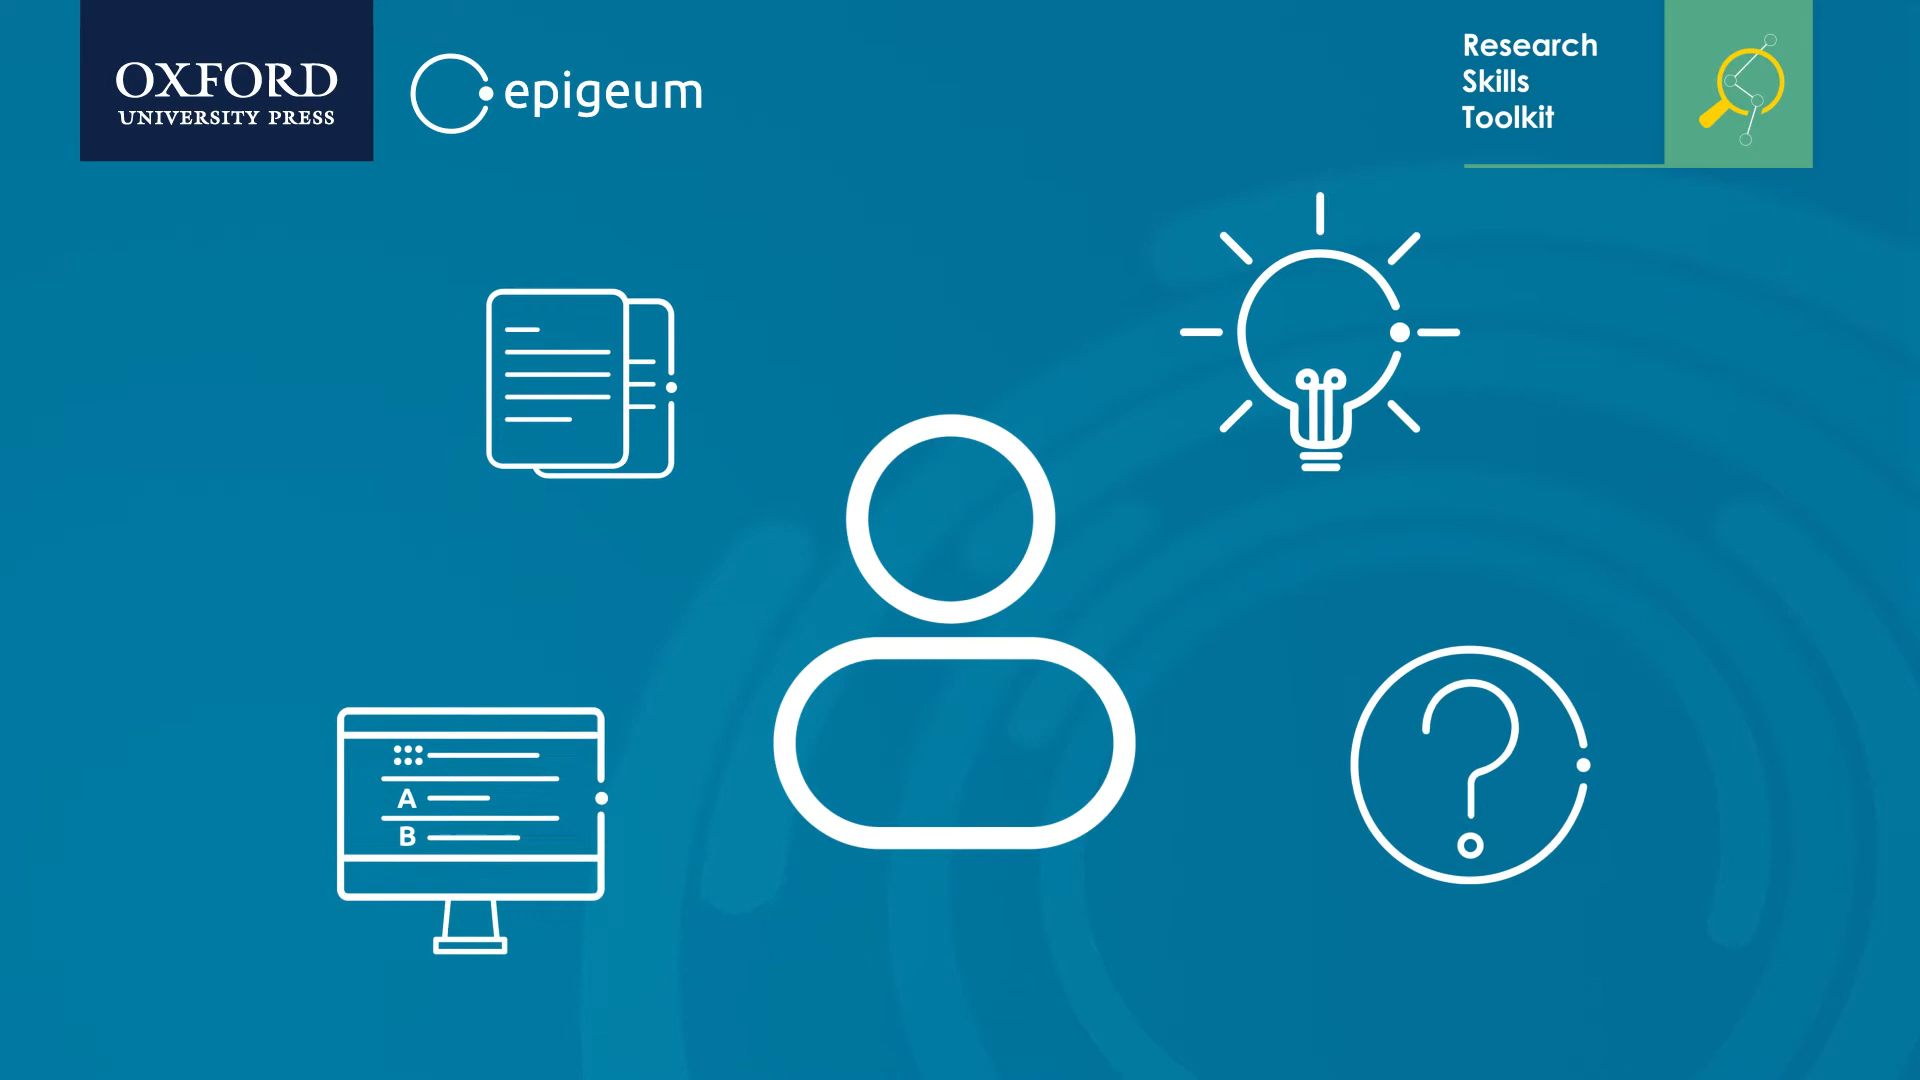 OXFORD
UNIVERSITY PRESS
epigeum
Research
Skills
Toolkit
A
B